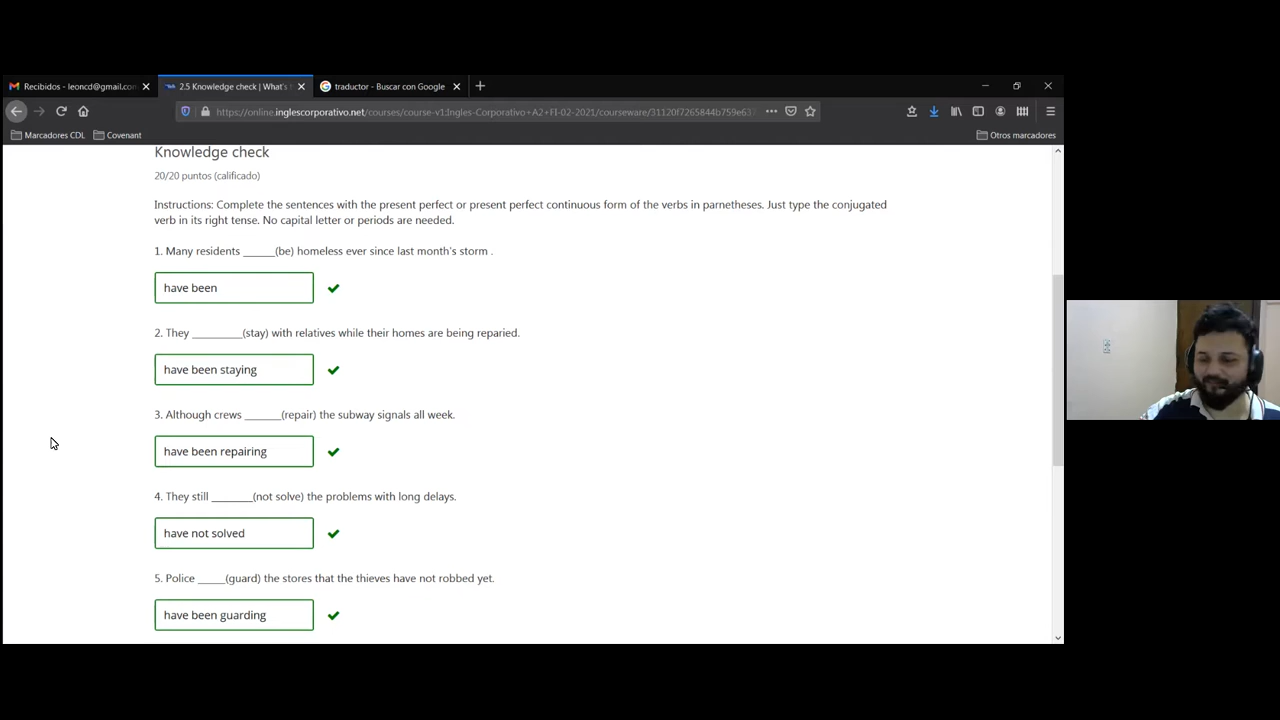 Recibidos - leoncd@gmail.com
2.5 Knowledge check | What's
traductor - Buscar con Google
https://online.inglescorporativo.net/courses/course-v1:Ingles-Corporativo+A2+FI-02-2021/courseware/31120f7265844b759e637
Marcadores CDL
Covenant
Otros marcadores
Knowledge check
20/20 puntos (calificado)
Instructions: Complete the sentences with the present perfect or present perfect continuous form of the verbs in parnetheses. Just type the conjugated
verb in its right tense. No capital letter or periods are needed.
1. Many residents ______(be) homeless ever since last month's storm .
have been
2. They __________(stay) with relatives while their homes are being reparied.
have been staying
3. Although crews _______(repair) the subway signals all week.
have been repairing
4. They still ________(not solve) the problems with long delays.
have not solved
5. Police _____(guard) the stores that the thieves have not robbed yet.
have been guarding